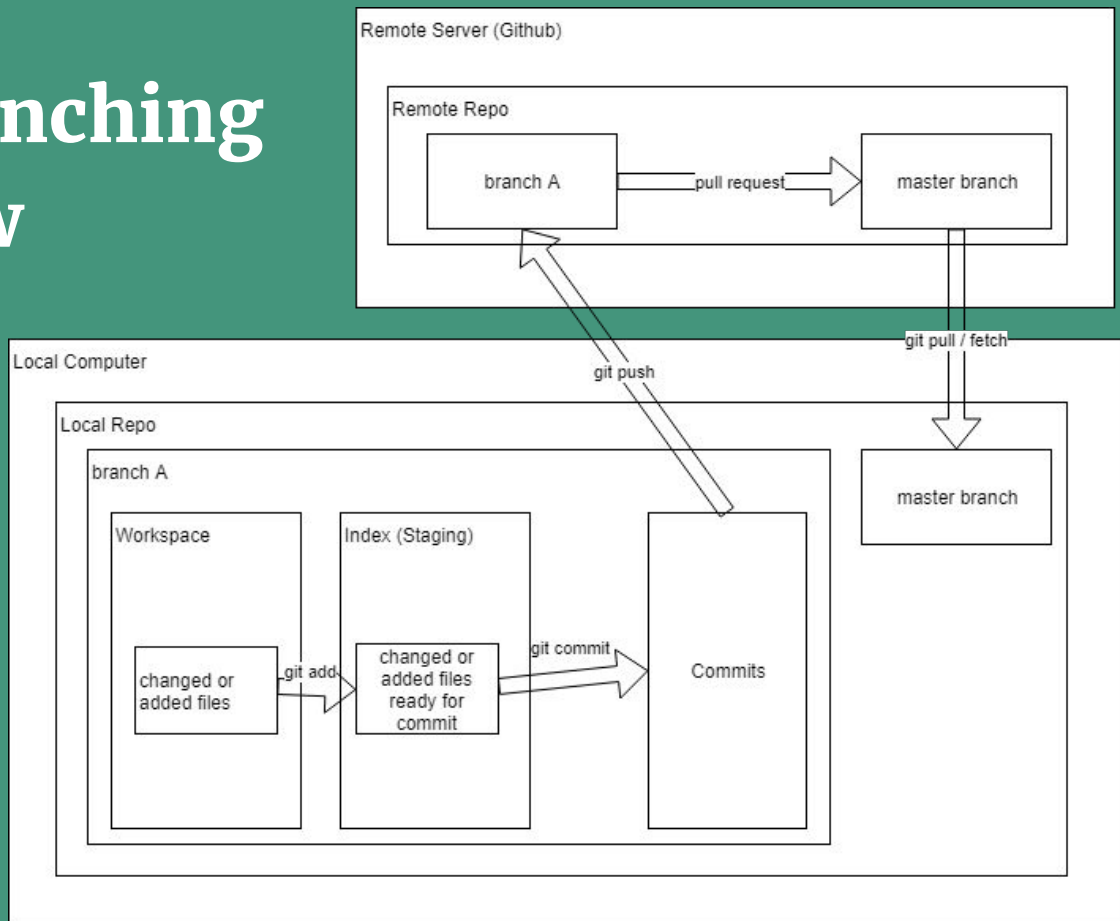 nching
w
Remote Server (Github)
Remote Repo
branch A
pull request
master branch
git pull / fetch
git push
Local Computer
Local Repo
branch A
master branch
Workspace
Index (Staging)
changed or
added files
git add
changed or
added files
ready for
commit
git commit
Commits